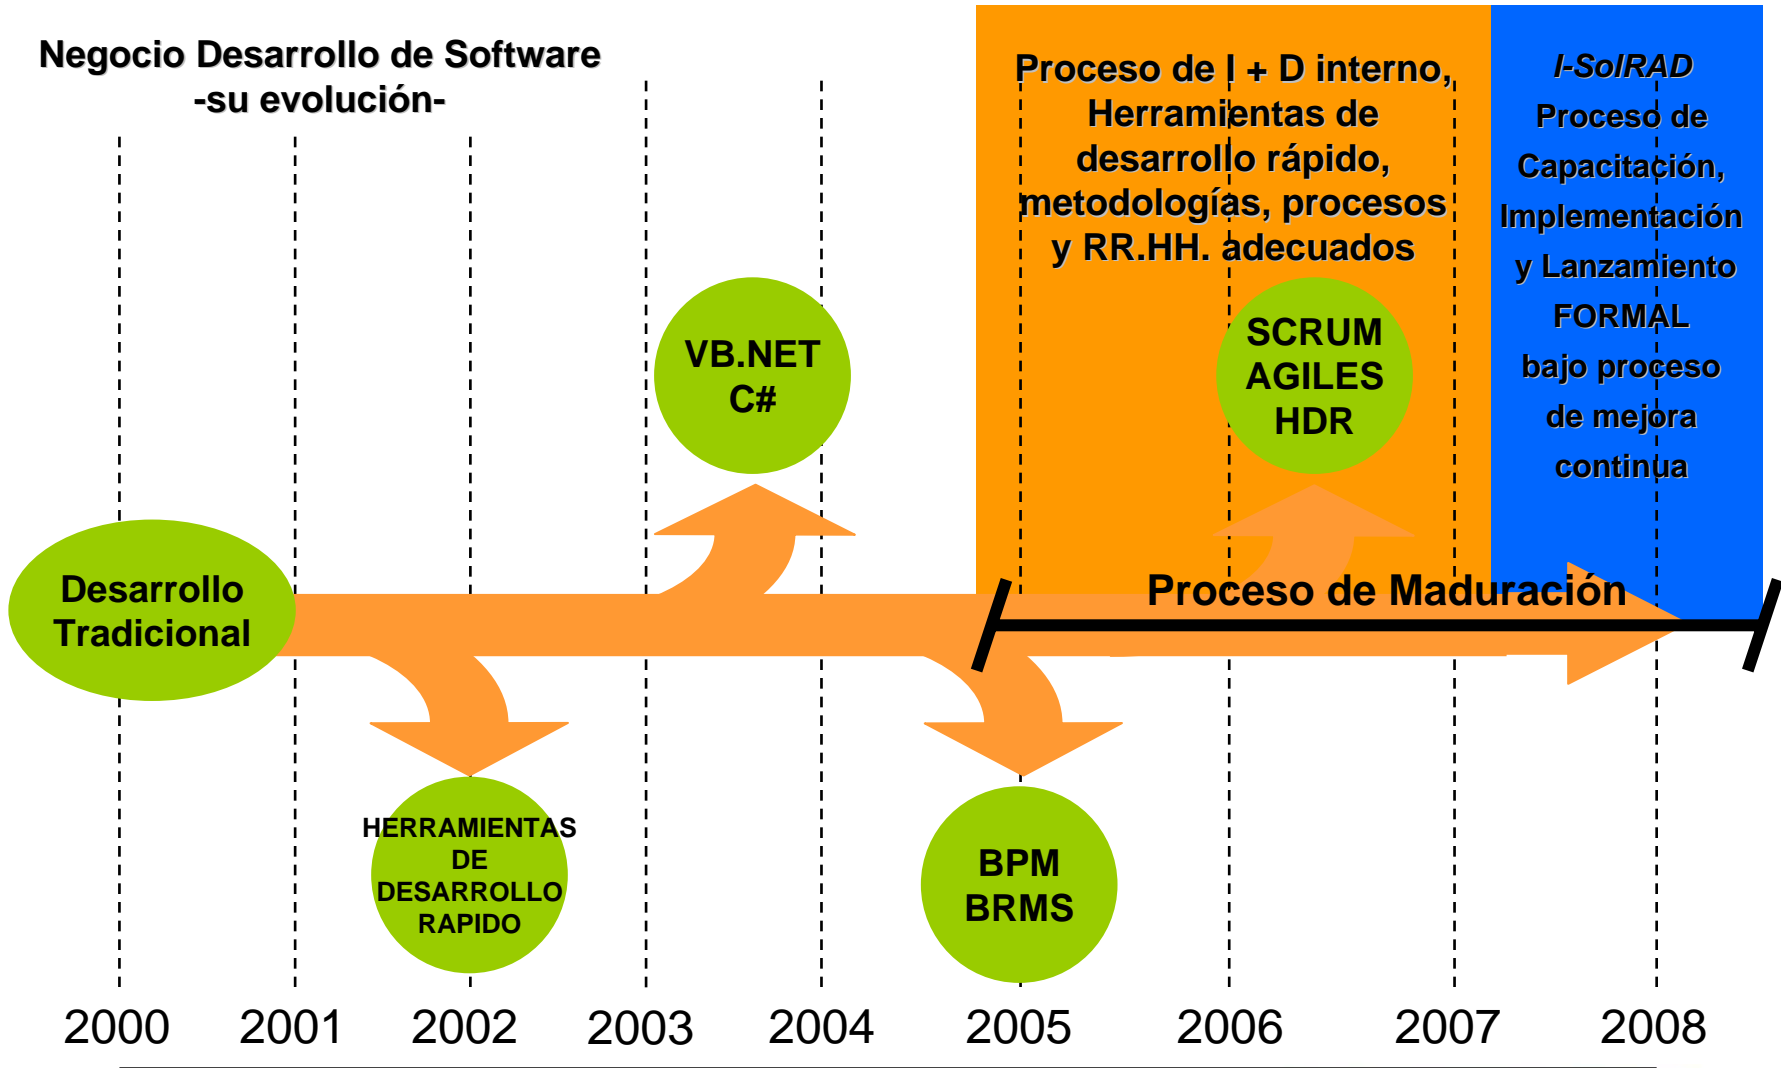 Negocio Desarrollo de Software
-su evolución-
Proceso de I + D interno,
Herramientas de
desarrollo rápido,
metodologías, procesos
y RR.HH. adecuados
I-SolRAD
Proceso de
Capacitación,
Implementación
y Lanzamiento
FORMAL
bajo proceso
de mejora
continua
VB.NET
C#
SCRUM
AGILES
HDR
Desarrollo
Tradicional
Proceso de Maduración
HERRAMIENTAS
DE
DESARROLLO
RAPIDO
BPM
BRMS
2000 2001 2002 2003 2004 2005 2006 2007 2008